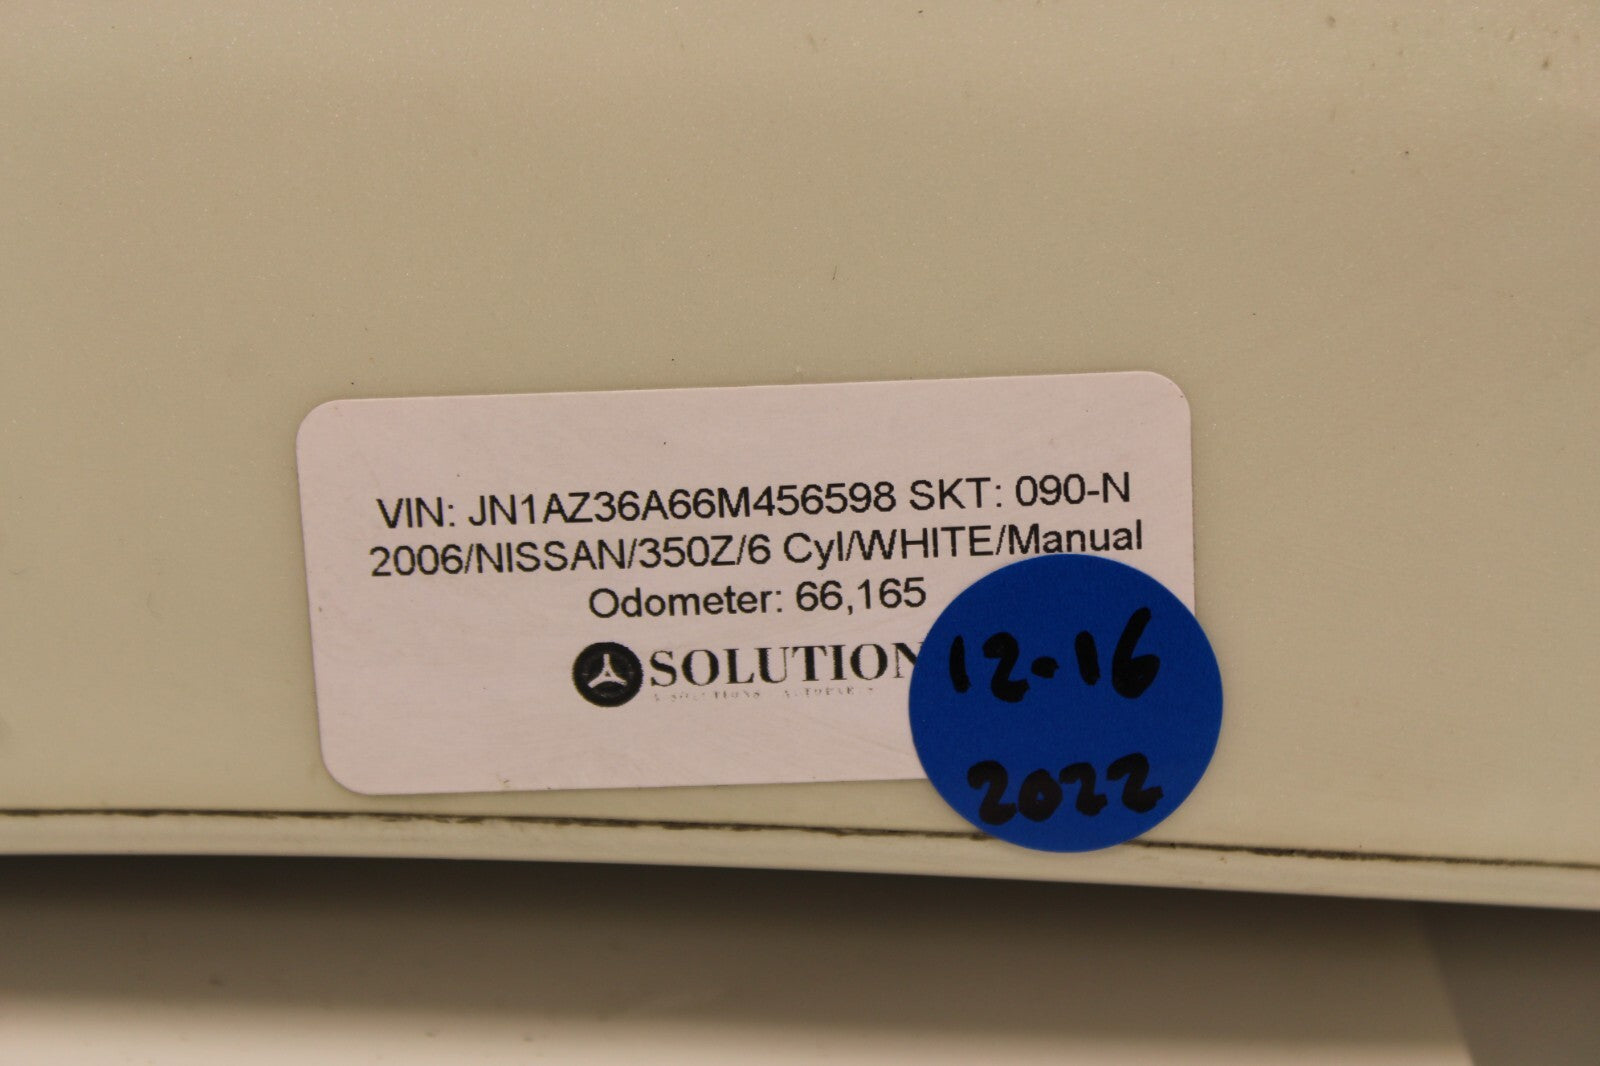 VIN: JN1AZ36A66M456598 SKT: 090-N
2006/NISSAN/350Z/6 Cyl/WHITE/Manual
Odometer: 66,165
SOLUTION
12-16
2022